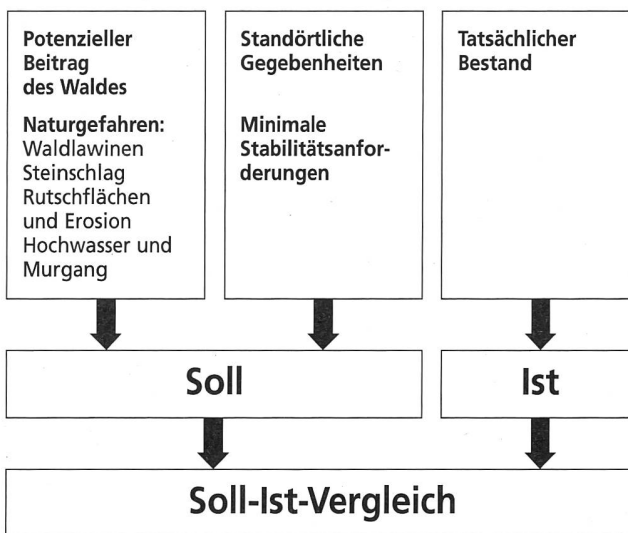 Potenzieller
Beitrag
des Waldes
Naturgefahren:
Waldlawinen
Steinschlag
Rutschflächen
und Erosion
Hochwasser und
Murgang
Standörtliche
Gegebenheiten
Minimale
Stabilitätsanfor-
derungen
Tatsächlicher
Bestand
Soll
Ist
Soll-Ist-Vergleich